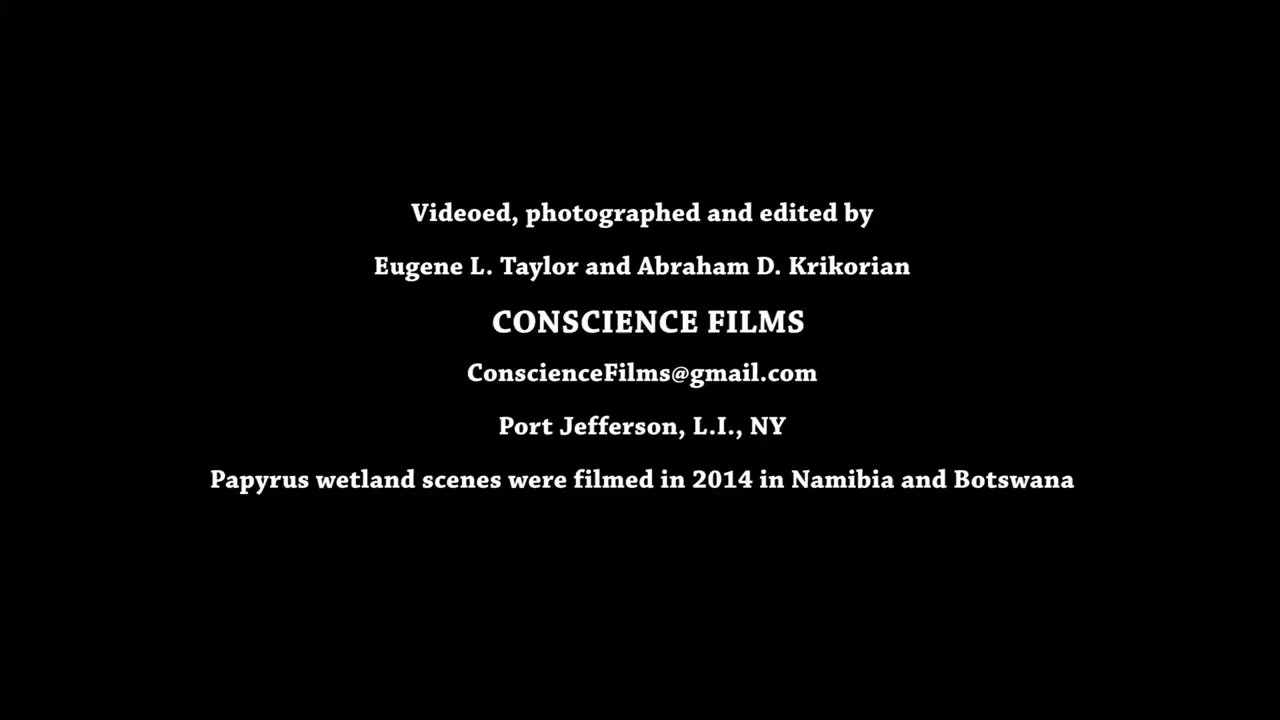 Videoed, photographed and edited by
Eugene L. Taylor and Abraham D. Krikorian
CONSCIENCE FILMS
ConscienceFilms@gmail.com
Port Jefferson, L.I., NY
Papyrus wetland scenes were filmed in 2014 in Namibia and Botswana